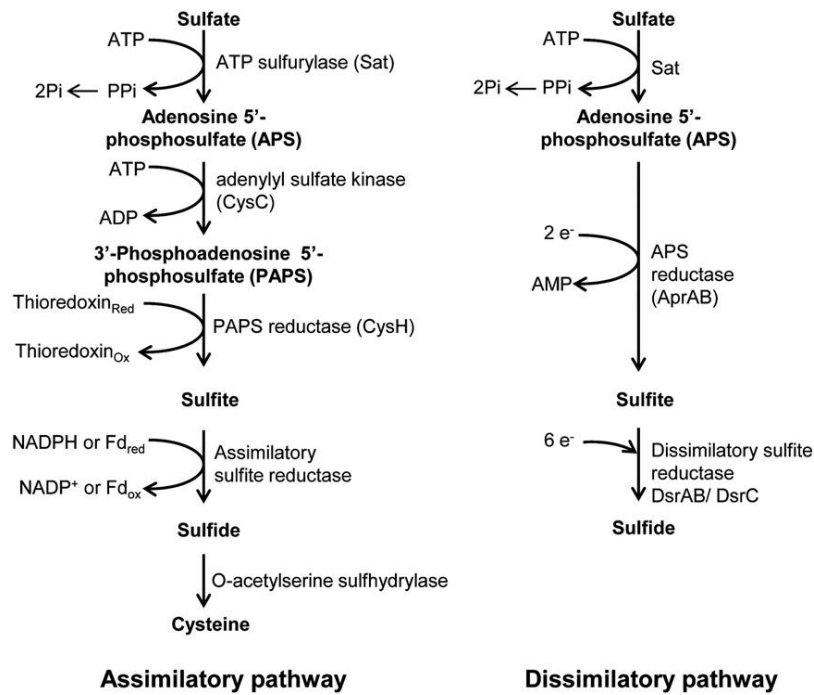 Sulfate
ATP
ATP sulfurylase (Sat)
2Pi ← PPi
Adenosine 5’-
phosphosulfate (APS)
ATP
adenylyl sulfate kinase
(CysC)
ADP
3’-Phosphoadenosine 5’-
phosphosulfate (PAPS)
ThioredoxinRed
PAPS reductase (CysH)
ThioredoxinOx
Sulfite
NADPH or Fdred
Assimilatory
sulfite reductase
NADP+ or Fdox
Sulfide
O-acetylserine sulfhydrylase
Cysteine
Assimilatory pathway
Sulfate
ATP
Sat
2Pi ← PPi
Adenosine 5’-
phosphosulfate (APS)
2 e-
APS
reductase
(AprAB)
AMP
Sulfite
6 e-
Dissimilatory sulfite
reductase
DsrAB/ DsrC
Sulfide
Dissimilatory pathway